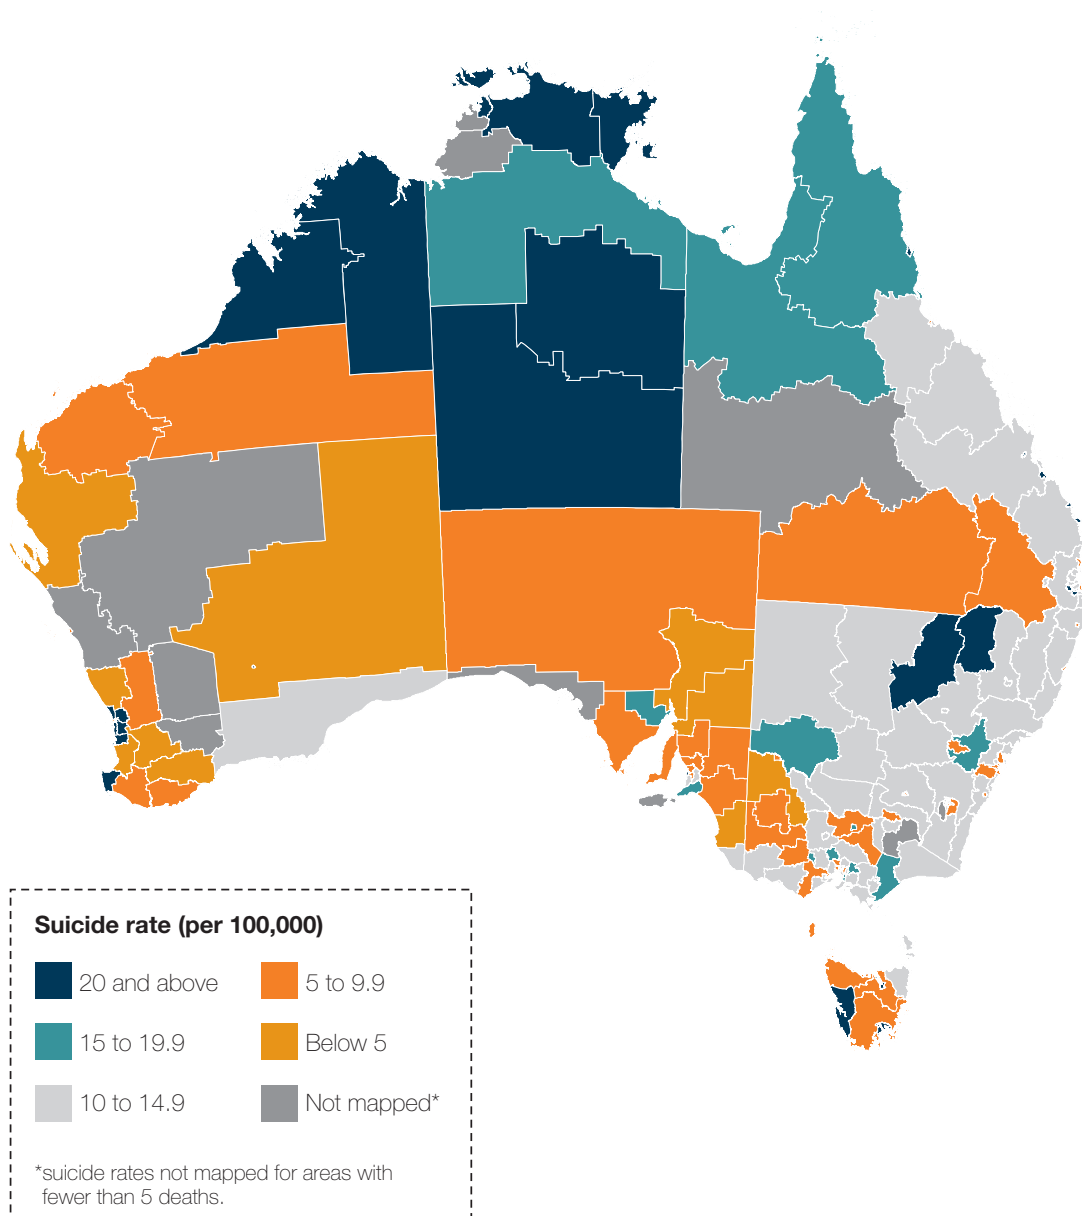 Suicide rate (per 100,000)
20 and above
5 to 9.9
15 to 19.9
Below 5
10 to 14.9
Not mapped*
*suicide rates not mapped for areas with
fewer than 5 deaths.